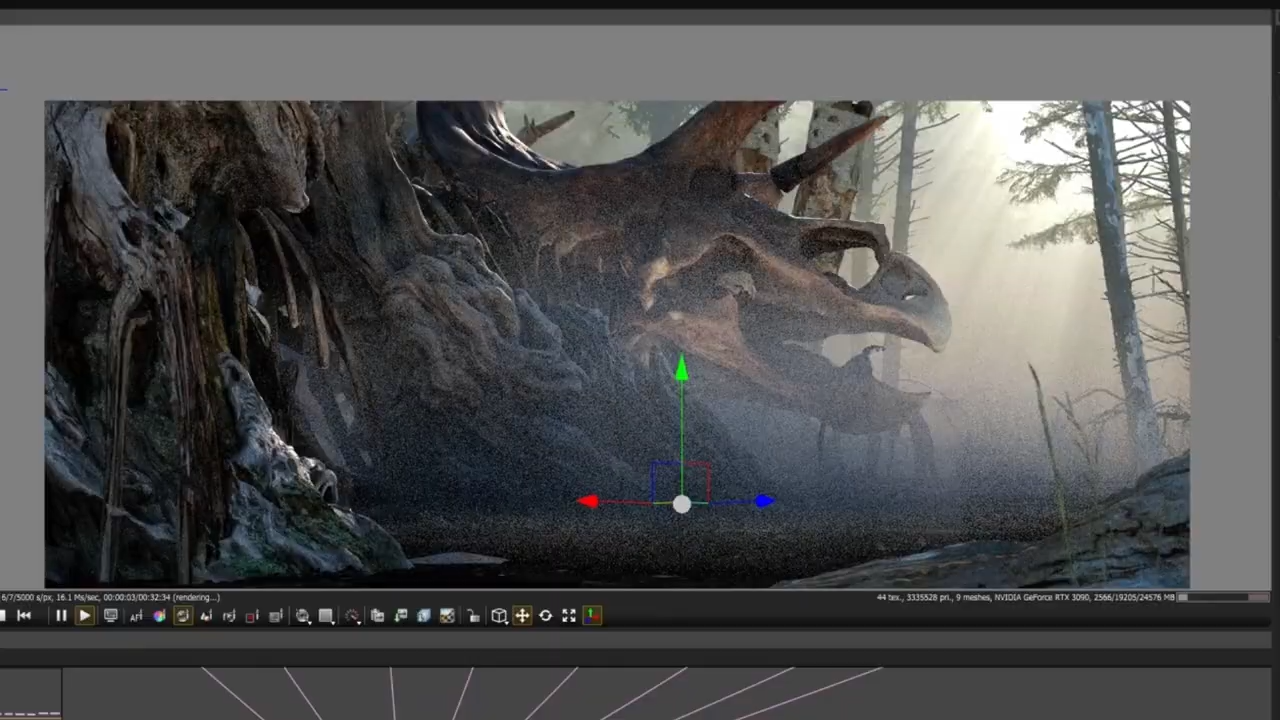 6/7/5000 s/px, 16.1 Ms/sec, 00:00:03/00:32:34 (rendering...)
44 tex., 3335528 pri., 9 meshes, NVIDIA GeForce RTX 3090, 2566/19205/24576 MB
AF